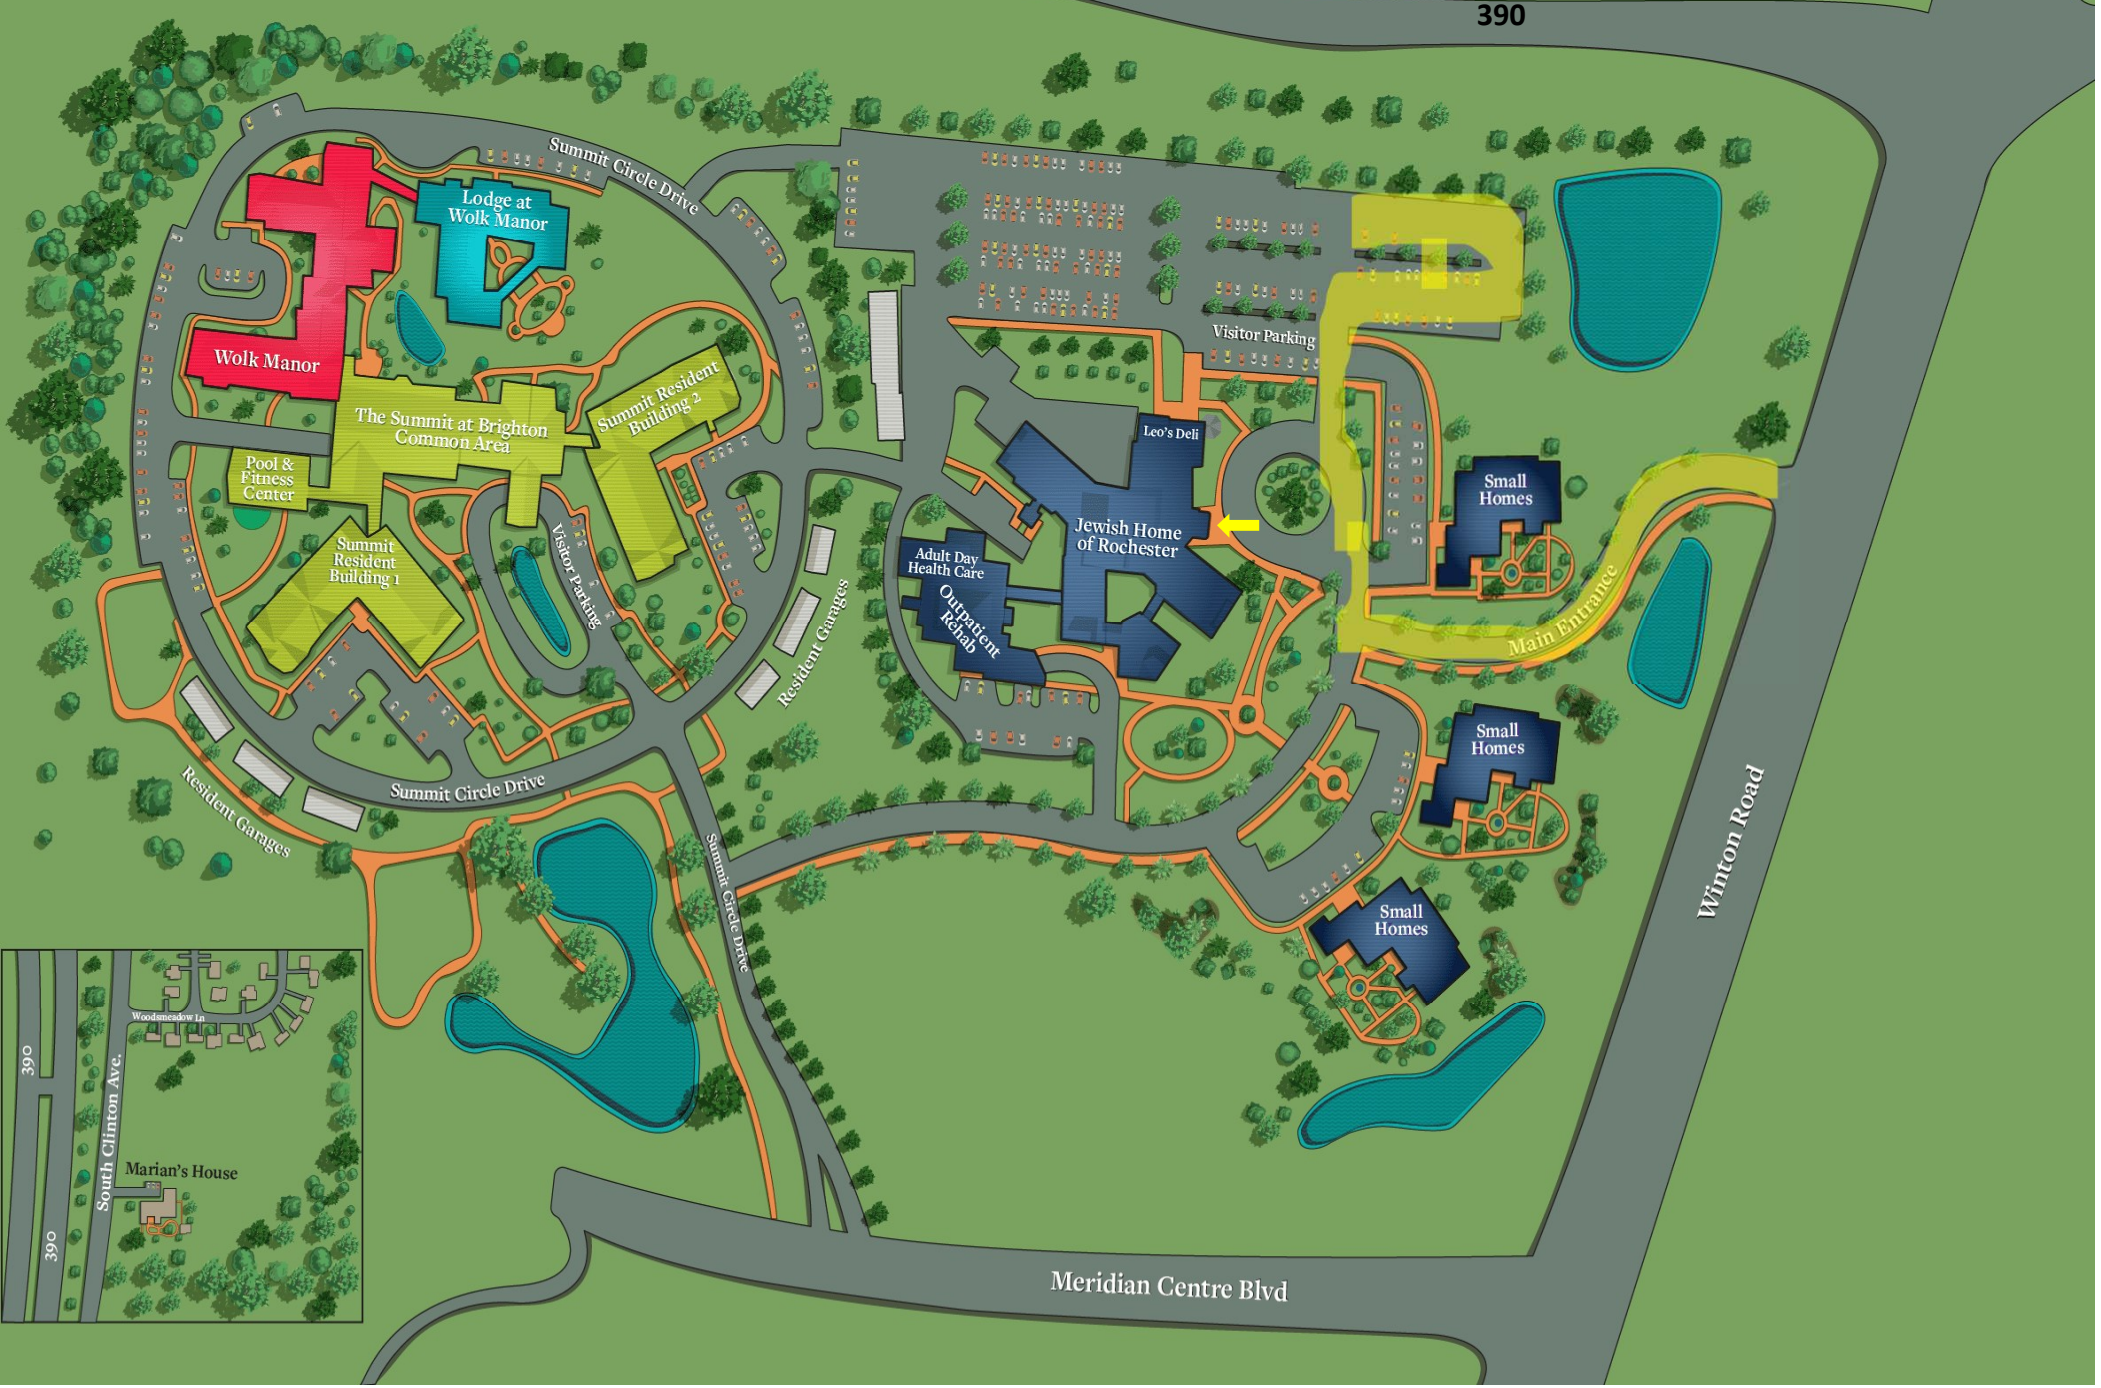 390
Summit Circle Drive
Lodge at
Wolk Manor
Wolk Manor
Visitor Parking
The Summit at Brighton
Common Area
Summit Resident
Building 2
Leo's Deli
Pool &
Fitness
Center
Small
Homes
Jewish Home
of Rochester
Summit
Resident
Building 1
Visitor Parking
Adult Day
Health Care
Outpatient
Rehab
Resident Garages
Main Entrance
Small
Homes
Summit Circle Drive
Resident Garages
Summit Circle Drive
Winton Road
Small
Homes
Woodsmeadow Ln
390
South Clinton Ave.
Marian's House
390
Meridian Centre Blvd